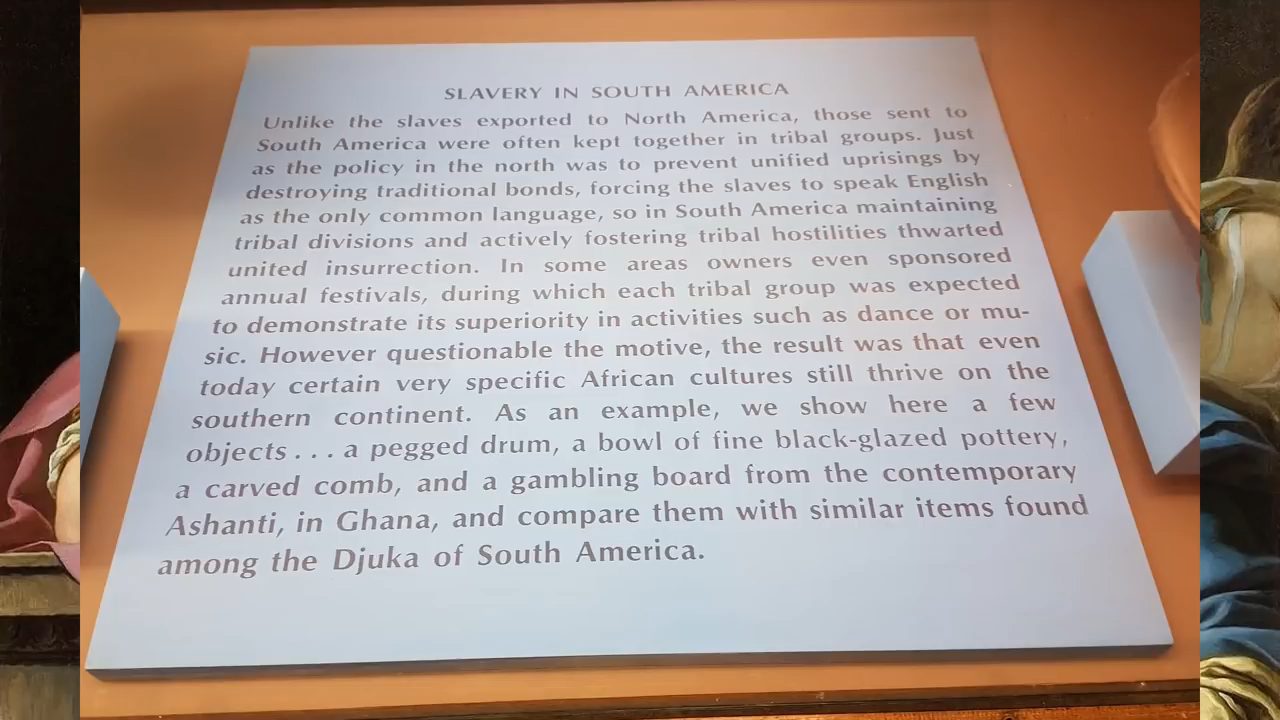 SLAVERY IN SOUTH AMERICA
Unlike the slaves exported to North America, those sent to
South America were often kept together in tribal groups. Just
as the policy in the north was to prevent unified uprisings by
destroying traditional bonds, forcing the slaves to speak English
as the only common language, so in South America maintaining
tribal divisions and actively fostering tribal hostilities thwarted
united insurrection. In some areas owners even sponsored
annual festivals, during which each tribal group was expected
to demonstrate its superiority in activities such as dance or mu-
sic. However questionable the motive, the result was that even
today certain very specific African cultures still thrive on the
southern continent. As an example, we show here a few
objects . . . a pegged drum, a bowl of fine black-glazed pottery,
a carved comb, and a gambling board from the contemporary
Ashanti, in Ghana, and compare them with similar items found
among the Djuka of South America.